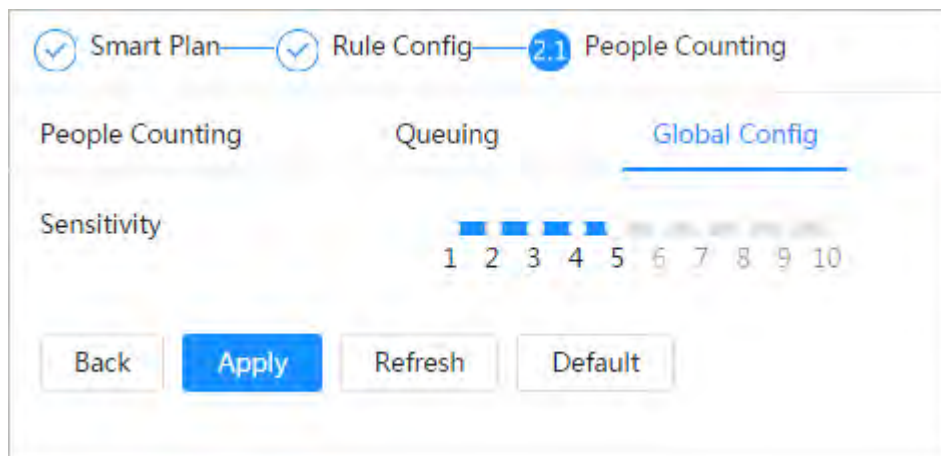 Smart Plan Rule Config 2.1 People Counting
People Counting Queuing Global Config
Sensitivity
1 2 3 4 5 6 7 8 9 10
Back Apply Refresh Default